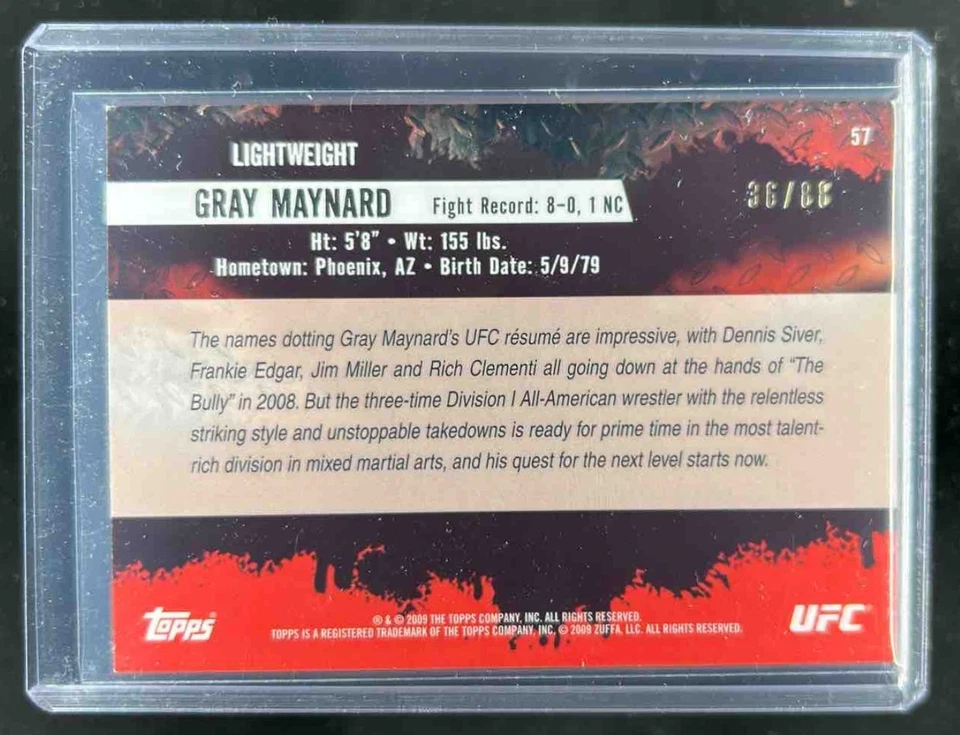 57
LIGHTWEIGHT
36/88
GRAY MAYNARD Fight Record: 8-0, 1 NC
Ht: 5'8" • Wt: 155 lbs.
Hometown: Phoenix, AZ • Birth Date: 5/9/79
The names dotting Gray Maynard's UFC résumé are impressive, with Dennis Siver,
Frankie Edgar, Jim Miller and Rich Clementi all going down at the hands of "The
Bully" in 2008. But the three-time Division I All-American wrestler with the relentless
striking style and unstoppable takedowns is ready for prime time in the most talent-
rich division in mixed martial arts, and his quest for the next level starts now.
Topps®
® & © 2009 THE TOPPS COMPANY, INC. ALL RIGHTS RESERVED.
TOPPS IS A REGISTERED TRADEMARK OF THE TOPPS COMPANY, INC. © 2009 ZUFFA, LLC. ALL RIGHTS RESERVED.
UFC